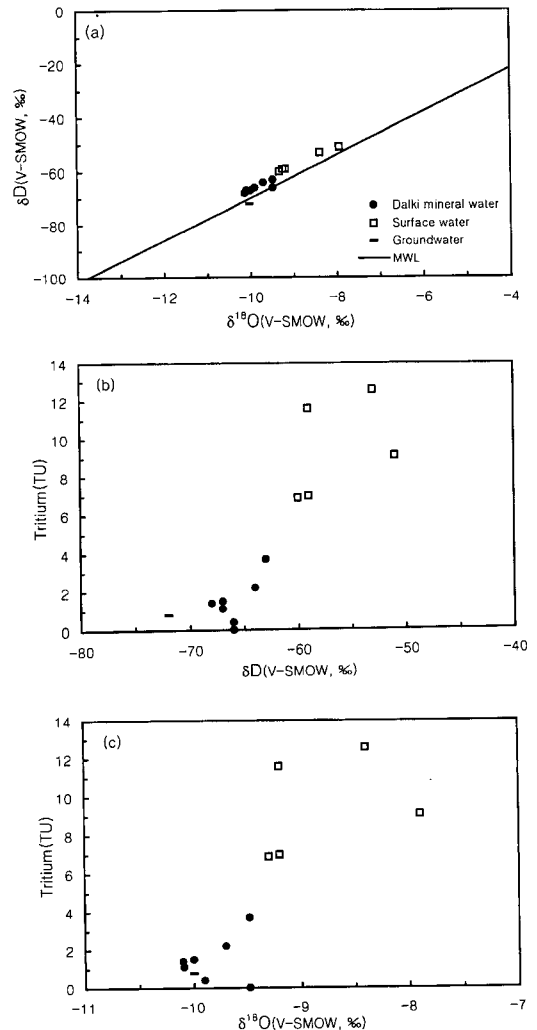 (a)
0
−20
−40
−60
−80
−100
δD(V-SMOW, ‰)
Dalki mineral water
Surface water
Groundwater
MWL
−14
−12
−10
−8
−6
−4
δ¹⁸O(V-SMOW, ‰)
(b)
14
12
10
8
6
4
2
0
Tritium(TU)
−80
−70
−60
−50
−40
δD(V-SMOW, ‰)
(c)
14
12
10
8
6
4
2
0
Tritium(TU)
−11
−10
−9
−8
−7
δ¹⁸O(V-SMOW, ‰)